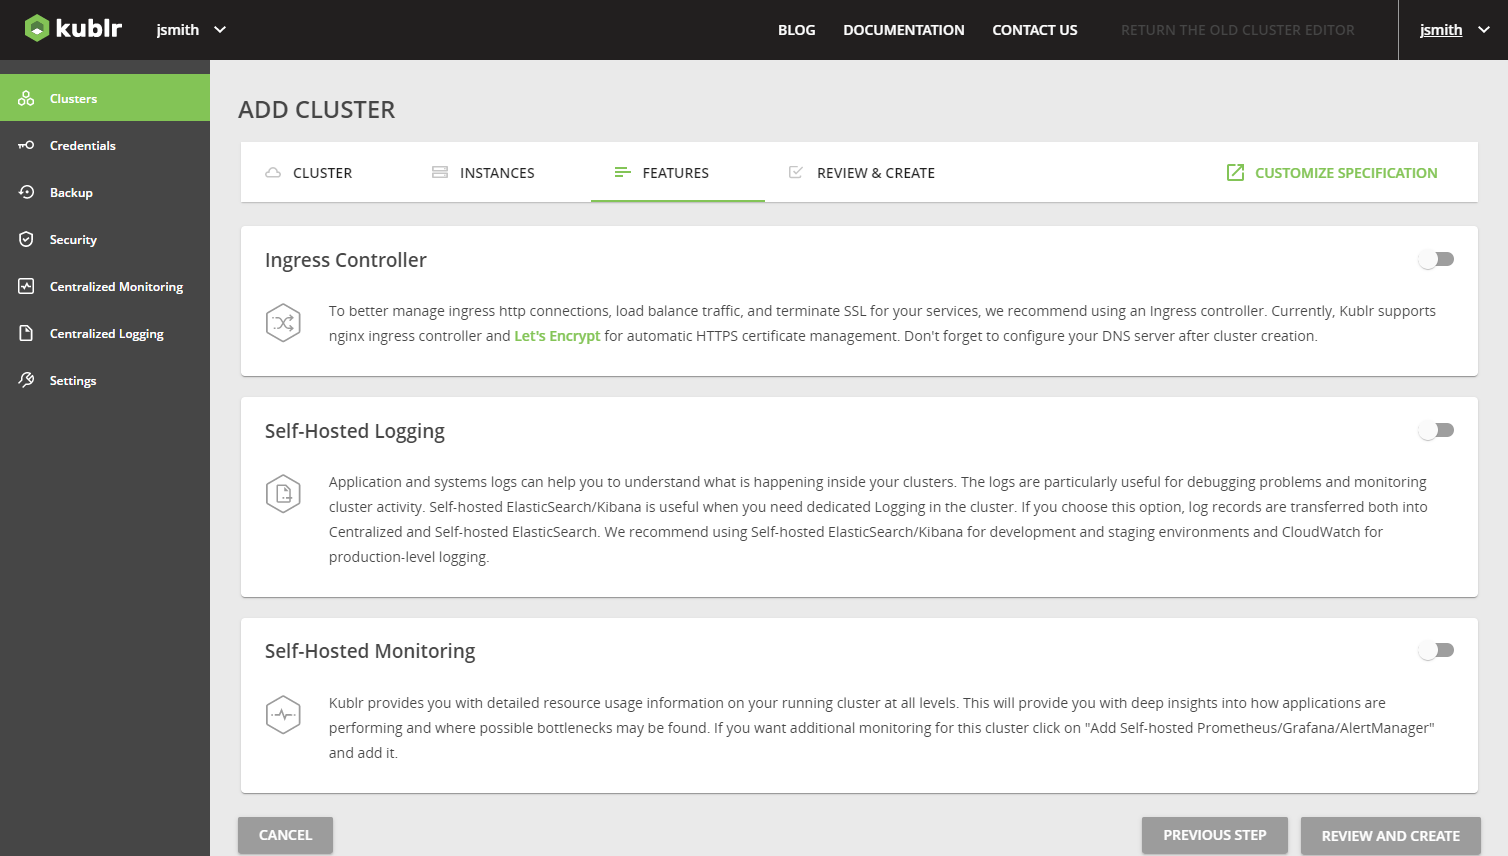 kublr
jsmith
BLOG
DOCUMENTATION
CONTACT US
RETURN THE OLD CLUSTER EDITOR
jsmith
Clusters
Credentials
Backup
Security
Centralized Monitoring
Centralized Logging
Settings
ADD CLUSTER
CLUSTER
INSTANCES
FEATURES
REVIEW & CREATE
CUSTOMIZE SPECIFICATION
Ingress Controller
To better manage ingress http connections, load balance traffic, and terminate SSL for your services, we recommend using an Ingress controller. Currently, Kublr supports
nginx ingress controller and Let's Encrypt for automatic HTTPS certificate management. Don't forget to configure your DNS server after cluster creation.
Self-Hosted Logging
Application and systems logs can help you to understand what is happening inside your clusters. The logs are particularly useful for debugging problems and monitoring
cluster activity. Self-hosted ElasticSearch/Kibana is useful when you need dedicated Logging in the cluster. If you choose this option, log records are transferred both into
Centralized and Self-hosted ElasticSearch. We recommend using Self-hosted ElasticSearch/Kibana for development and staging environments and CloudWatch for
production-level logging.
Self-Hosted Monitoring
Kublr provides you with detailed resource usage information on your running cluster at all levels. This will provide you with deep insights into how applications are
performing and where possible bottlenecks may be found. If you want additional monitoring for this cluster click on "Add Self-hosted Prometheus/Grafana/AlertManager"
and add it.
CANCEL
PREVIOUS STEP
REVIEW AND CREATE